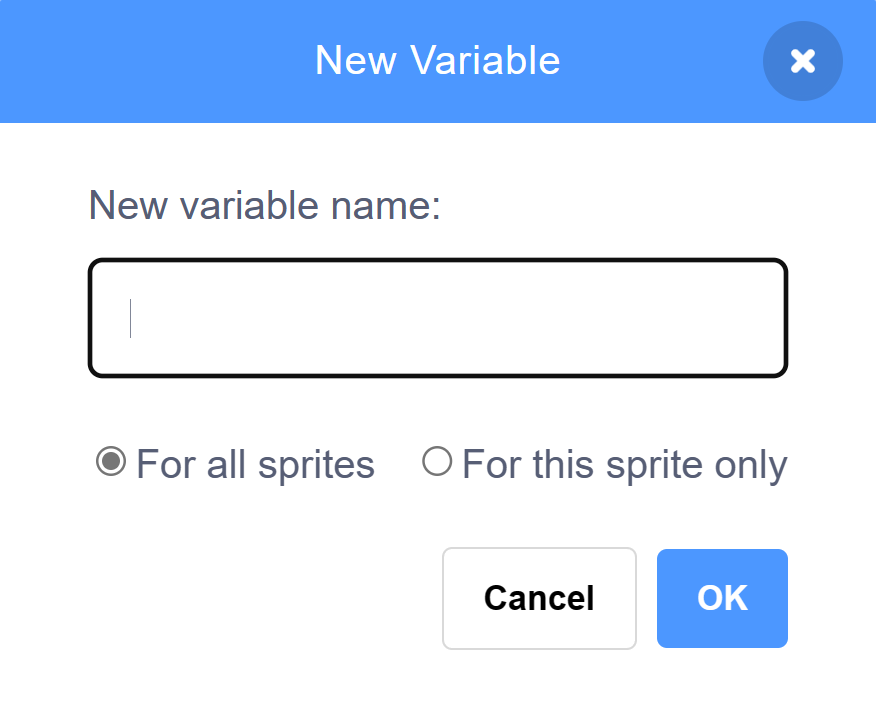 New Variable
New variable name:
For all sprites For this sprite only
Cancel OK